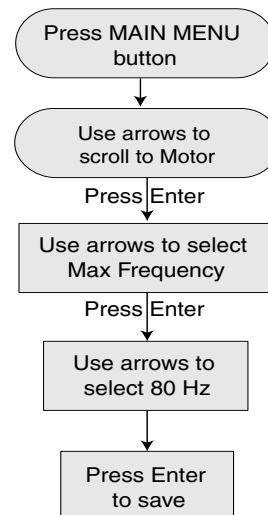 Press MAIN MENU
button
Use arrows to
scroll to Motor
Press Enter
Use arrows to select
Max Frequency
Press Enter
Use arrows to
select 80 Hz
Press Enter
to save